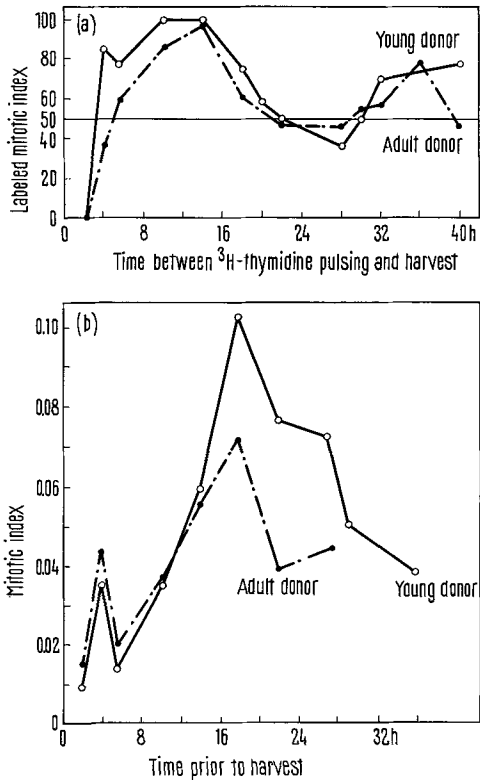 (a)
100
80
60
50
40
20
0
Labeled mitotic index
Young donor
Adult donor
0 8 16 24 32 40h
Time between ³H-thymidine pulsing and harvest
(b)
0.10
0.08
0.06
0.04
0.02
0
Mitotic index
Adult donor
Young donor
0 8 16 24 32h
Time prior to harvest